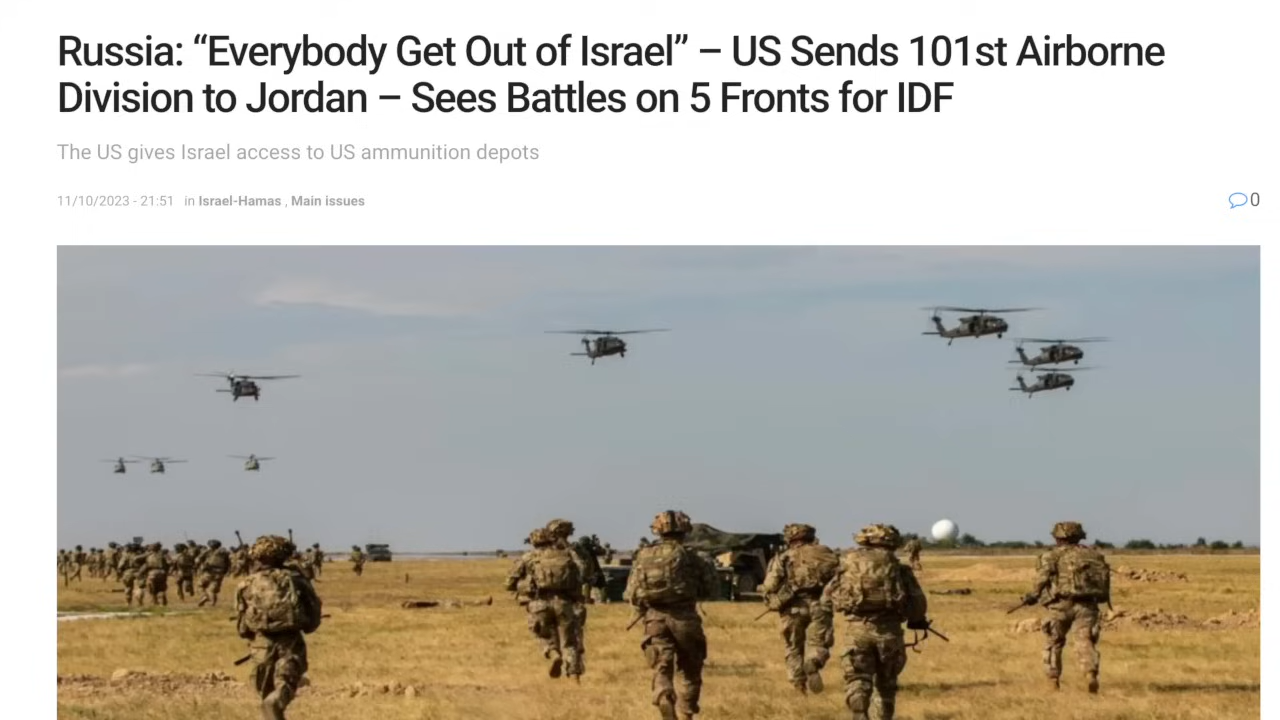 Russia: “Everybody Get Out of Israel” – US Sends 101st Airborne
Division to Jordan – Sees Battles on 5 Fronts for IDF
The US gives Israel access to US ammunition depots
11/10/2023 - 21:51 in Israel-Hamas , Main issues
0